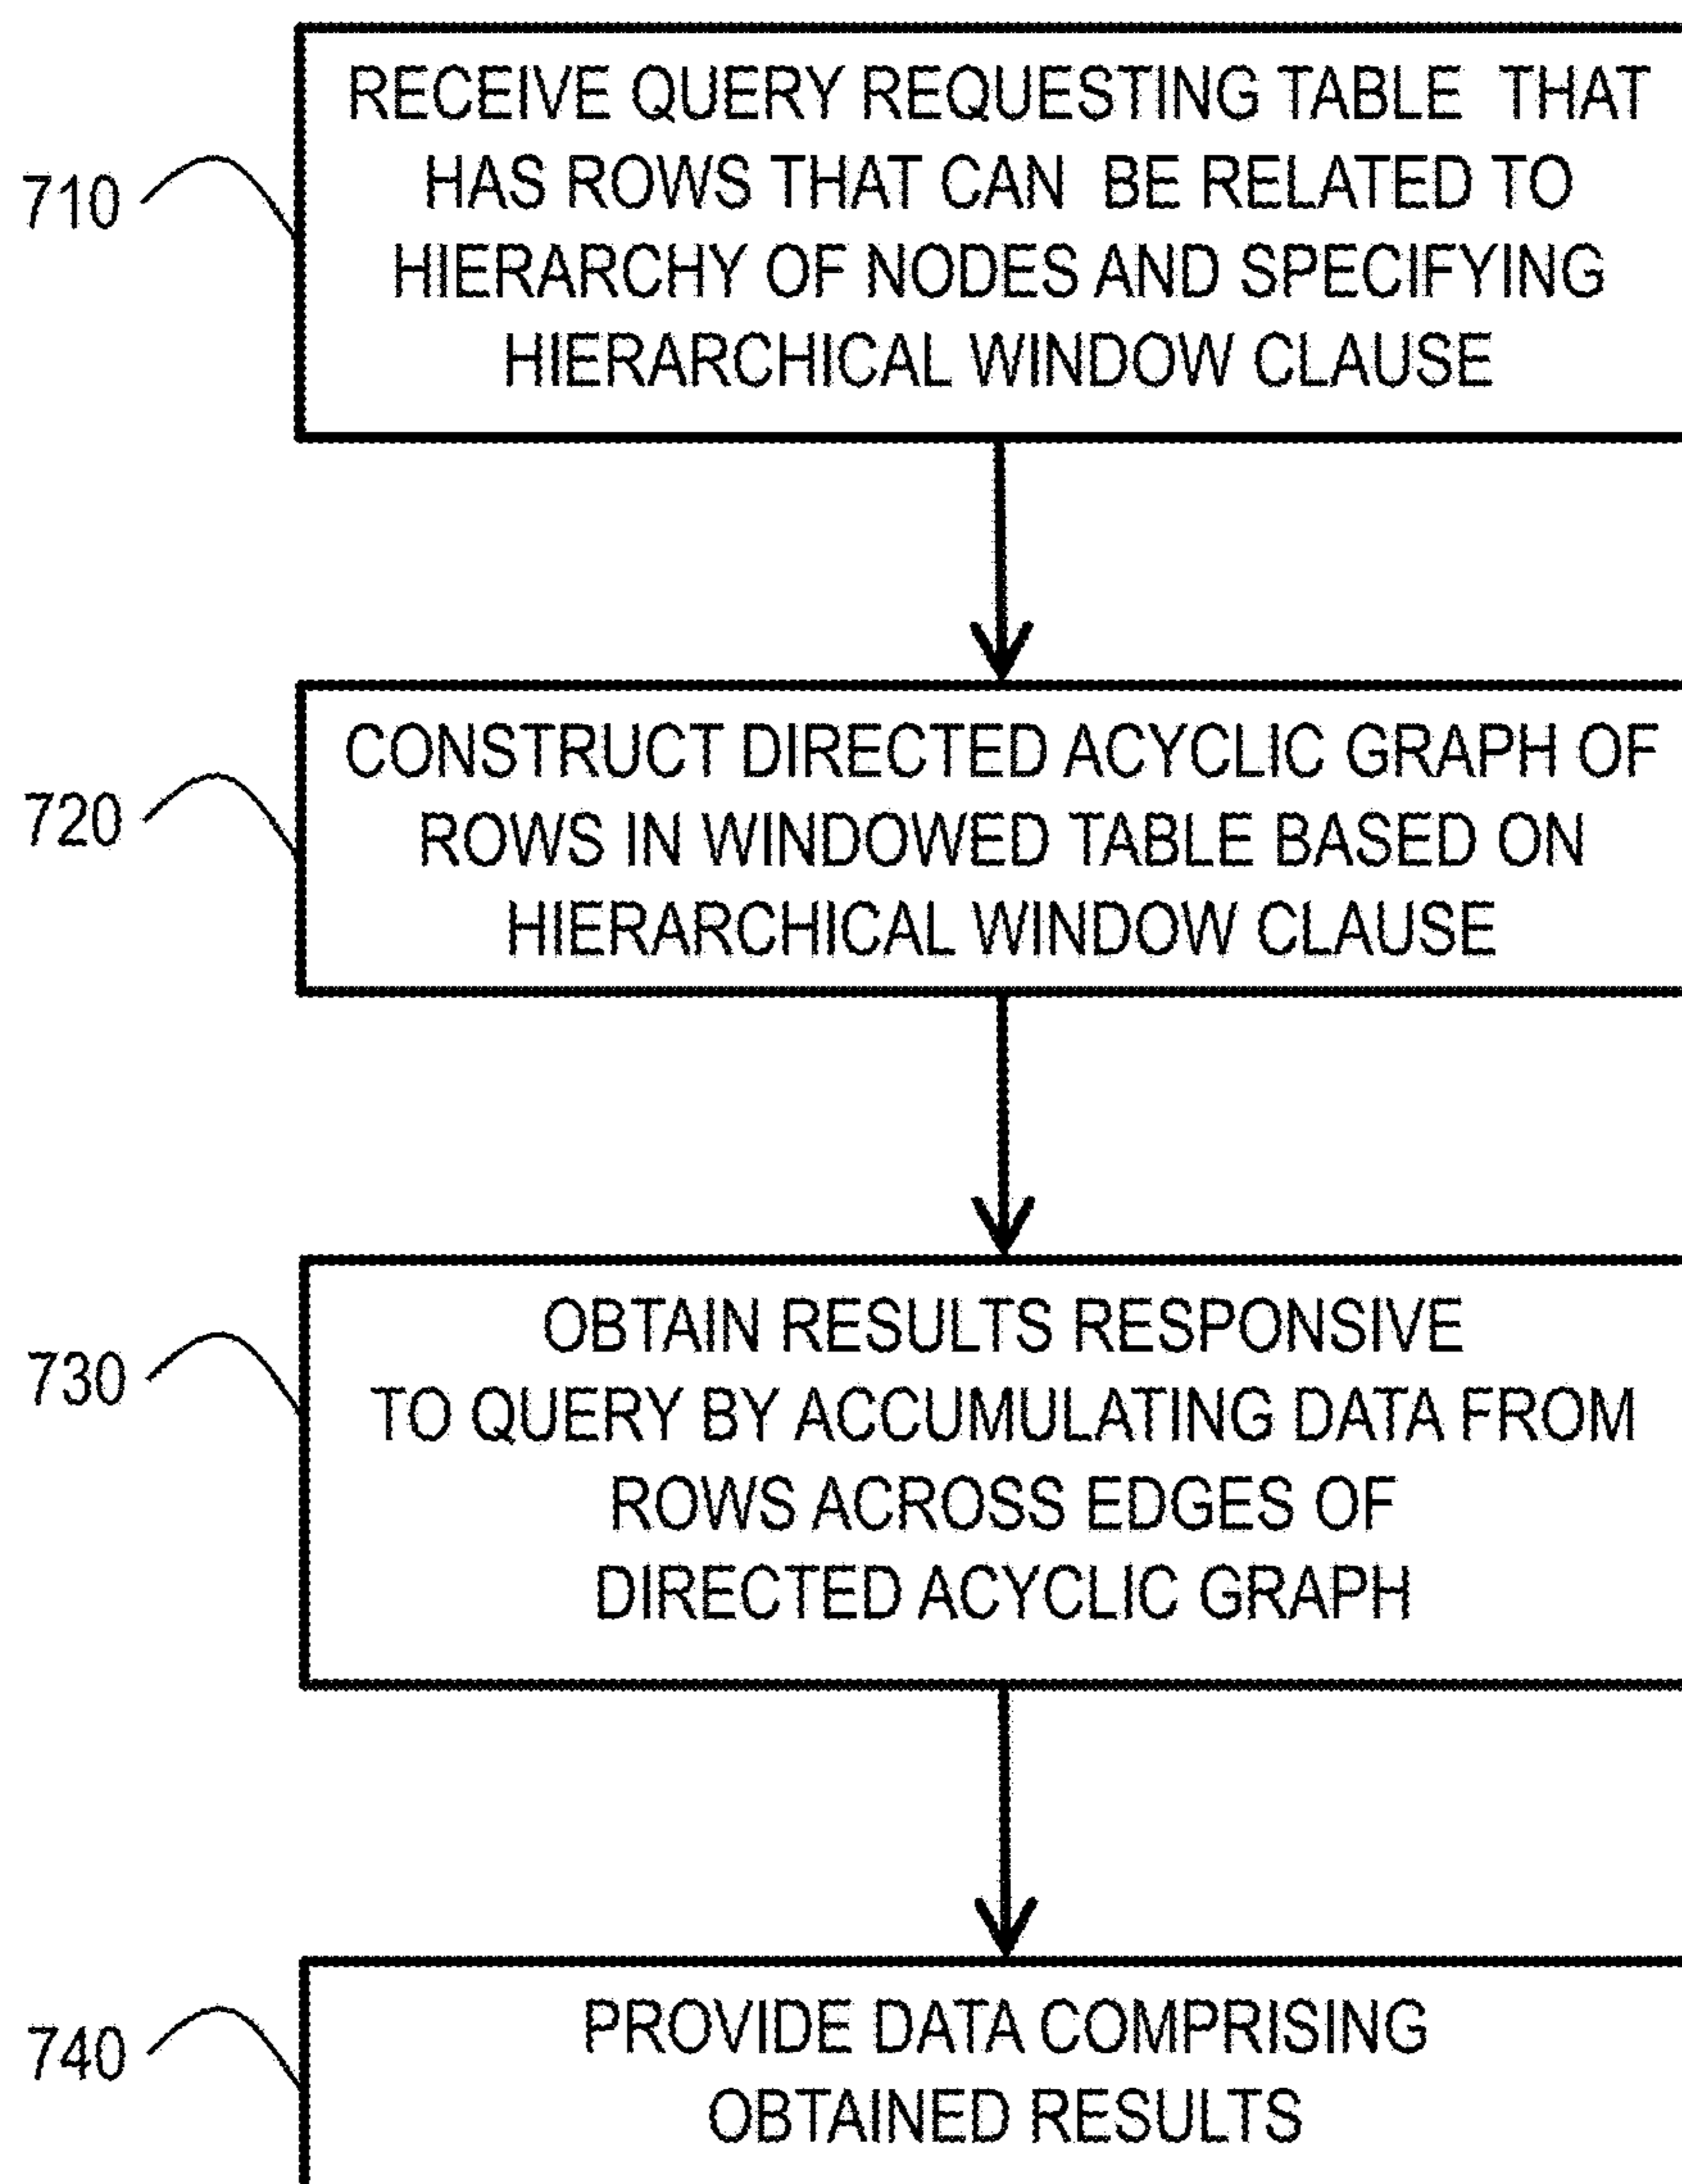 RECEIVE QUERY REQUESTING TABLE THAT
HAS ROWS THAT CAN BE RELATED TO
HIERARCHY OF NODES AND SPECIFYING
HIERARCHICAL WINDOW CLAUSE
710
CONSTRUCT DIRECTED ACYCLIC GRAPH OF
ROWS IN WINDOWED TABLE BASED ON
HIERARCHICAL WINDOW CLAUSE
720
OBTAIN RESULTS RESPONSIVE
TO QUERY BY ACCUMULATING DATA FROM
ROWS ACROSS EDGES OF
DIRECTED ACYCLIC GRAPH
730
PROVIDE DATA COMPRISING
OBTAINED RESULTS
740